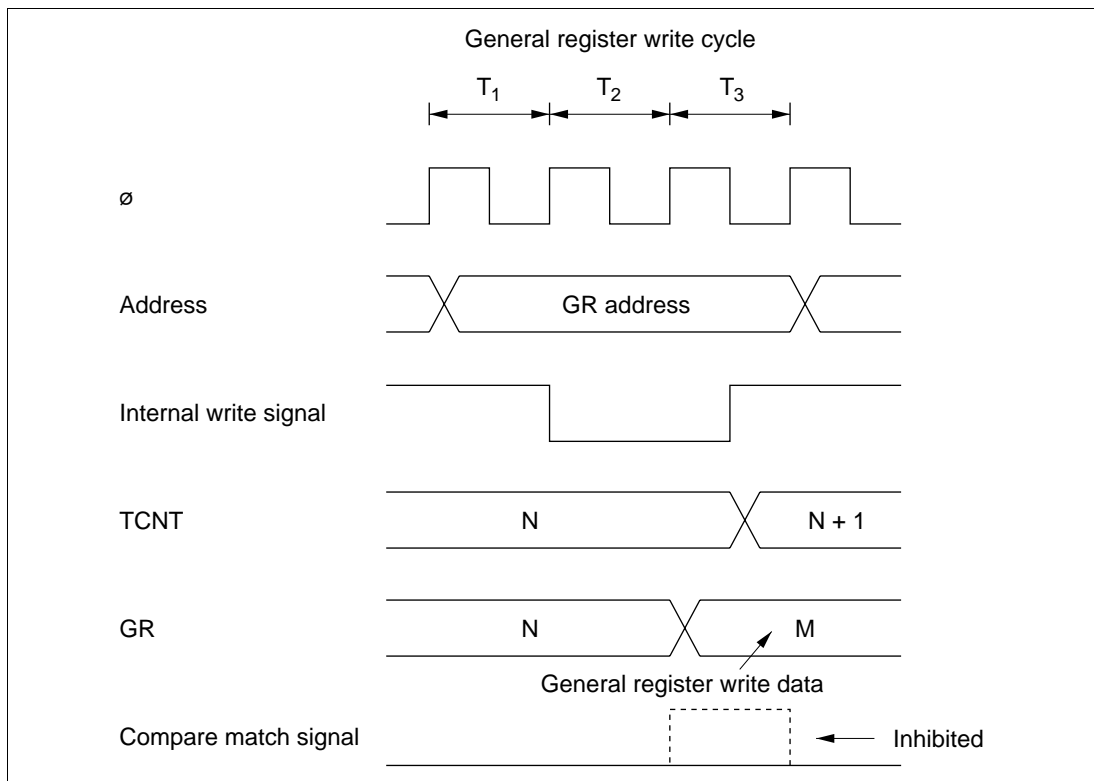 General register write cycle
T1 T2 T3
ø
Address GR address
Internal write signal
TCNT N N + 1
GR N M
General register write data
Compare match signal Inhibited